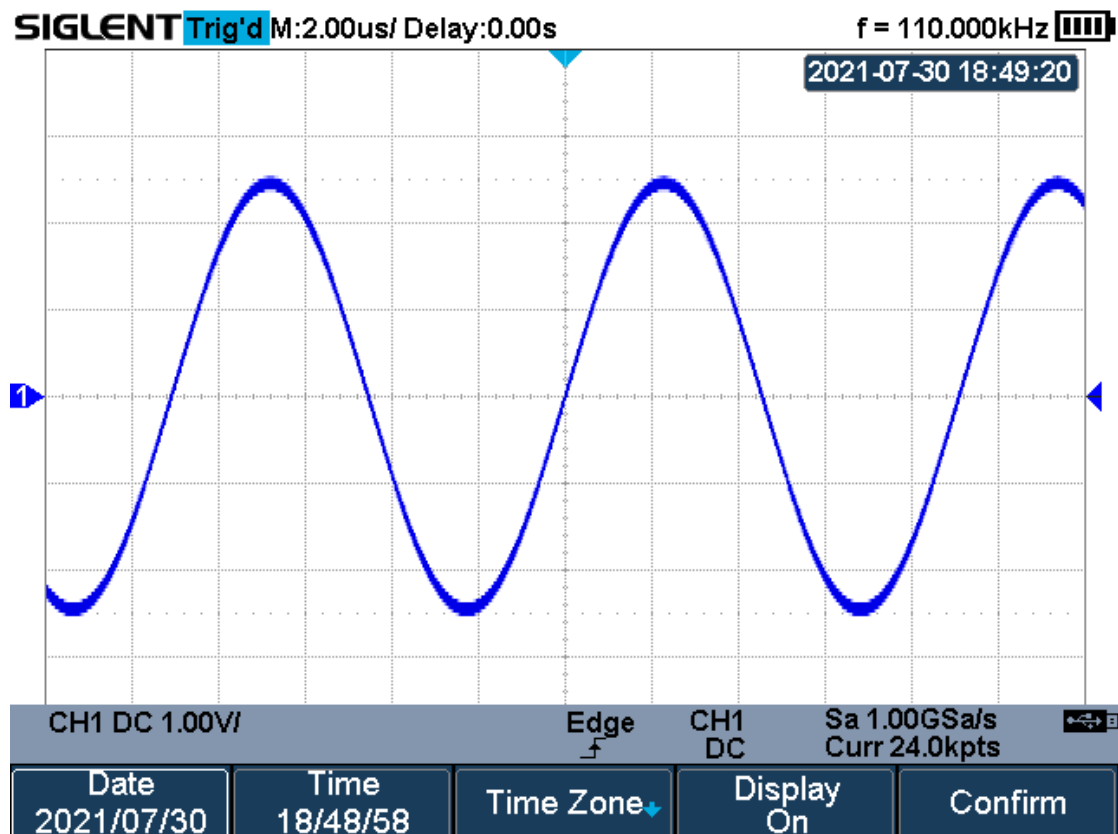 SIGLENT Trig'd M:2.00us/ Delay:0.00s f = 110.000kHz
2021-07-30 18:49:20
1
CH1 DC 1.00V/ Edge CH1 Sa 1.00GSa/s
DC Curr 24.0kpts
Date Time Time Zone Display Confirm
2021/07/30 18/48/58 On